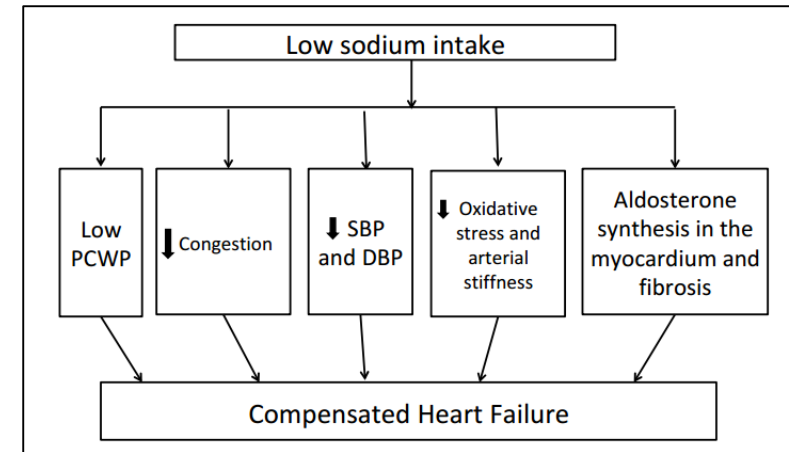 Low sodium intake
Low
PCWP
Congestion
SBP
and DBP
Oxidative
stress and
arterial
stiffness
Aldosterone
synthesis in the
myocardium and
fibrosis
Compensated Heart Failure